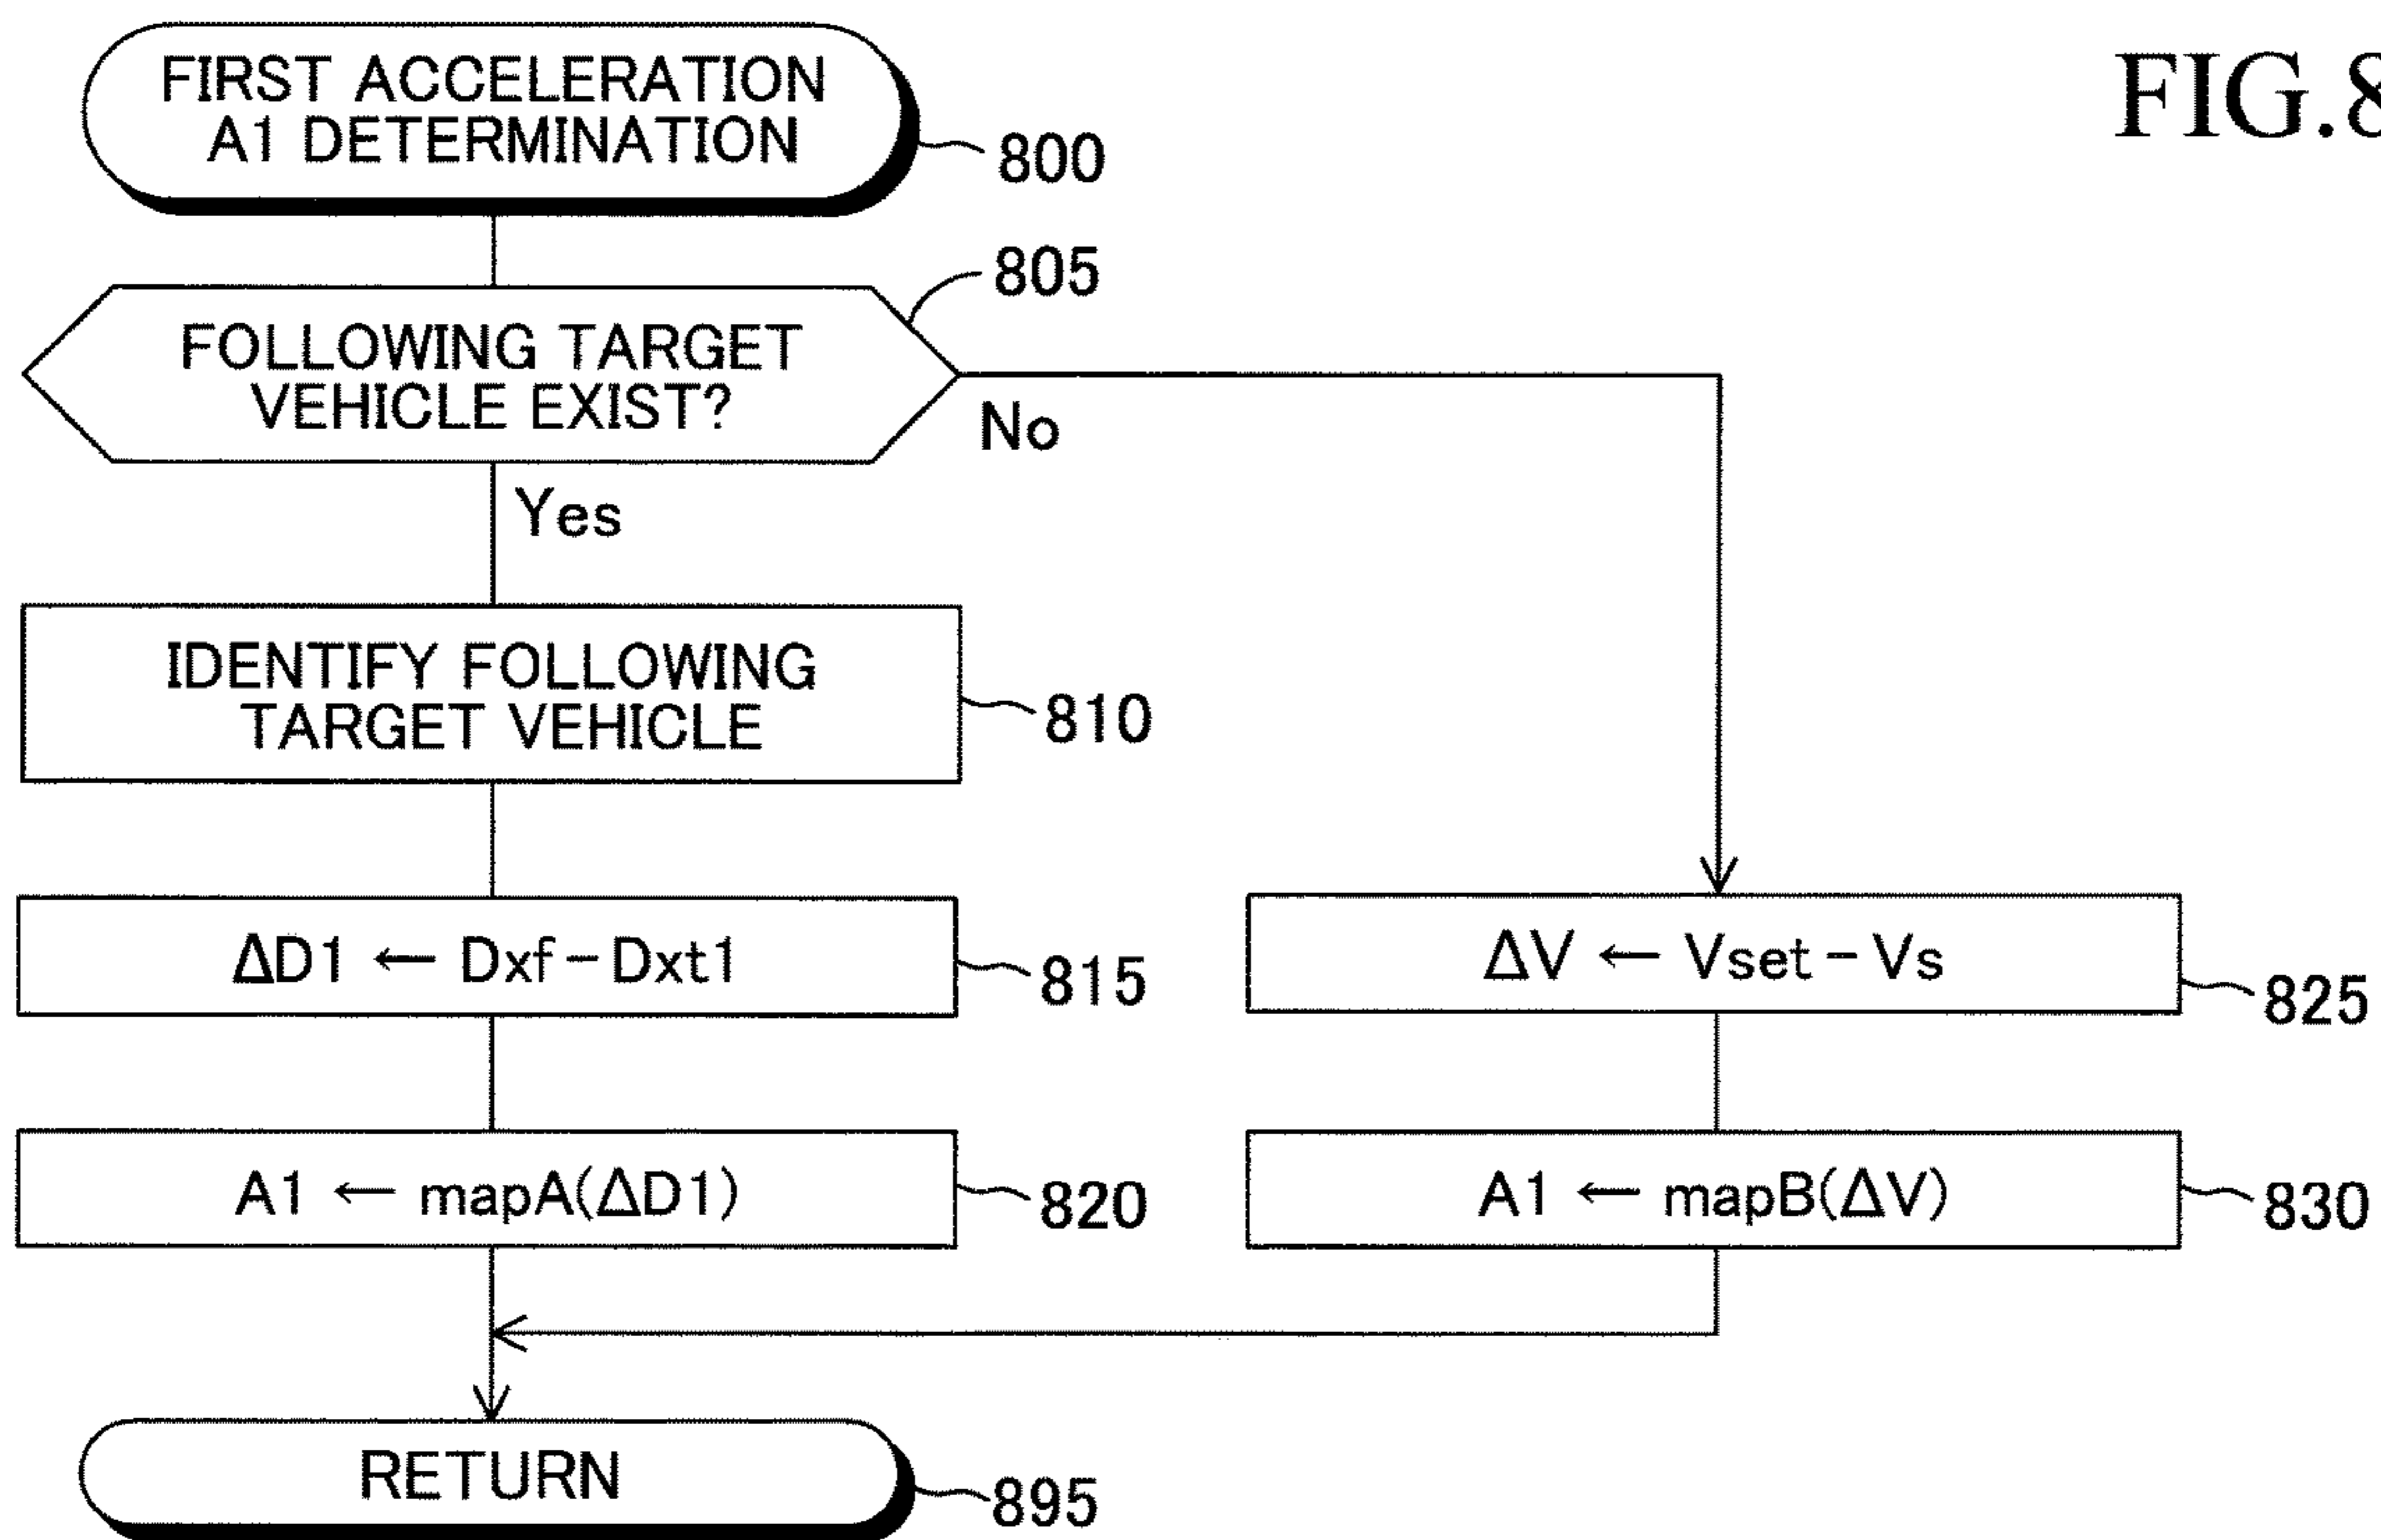 FIG.8
FIRST ACCELERATION
A1 DETERMINATION
800
805
FOLLOWING TARGET
VEHICLE EXIST?
No
Yes
IDENTIFY FOLLOWING
TARGET VEHICLE
810
ΔD1 ← Dxf-Dxt1
815
ΔV ← Vset-Vs
825
A1 ← mapA(ΔD1)
820
A1 ← mapB(ΔV)
830
RETURN
895